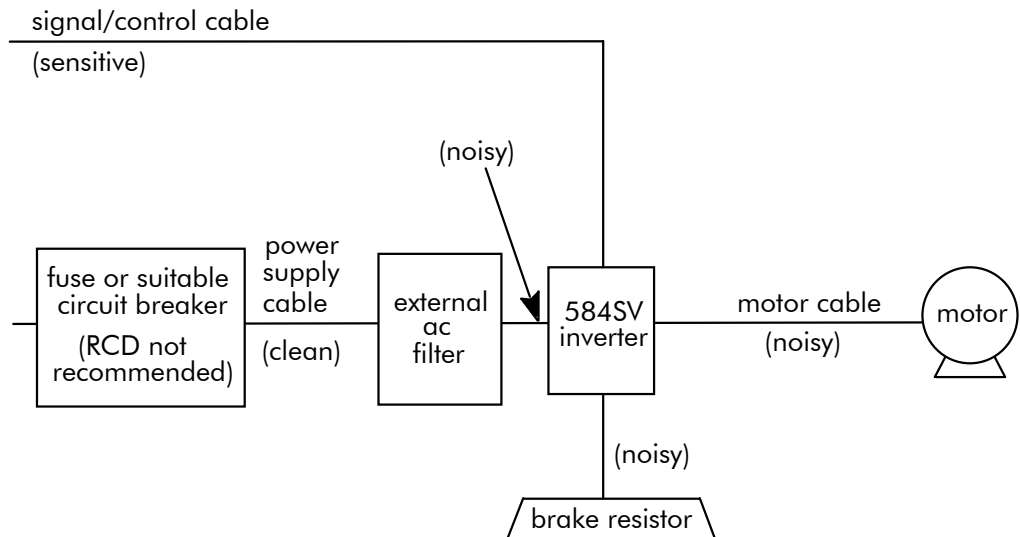 signal/control cable
(sensitive)
(noisy)
fuse or suitable
circuit breaker
(RCD not
recommended)
power
supply
cable
(clean)
external
ac
filter
584SV
inverter
motor cable
(noisy)
motor
(noisy)
brake resistor